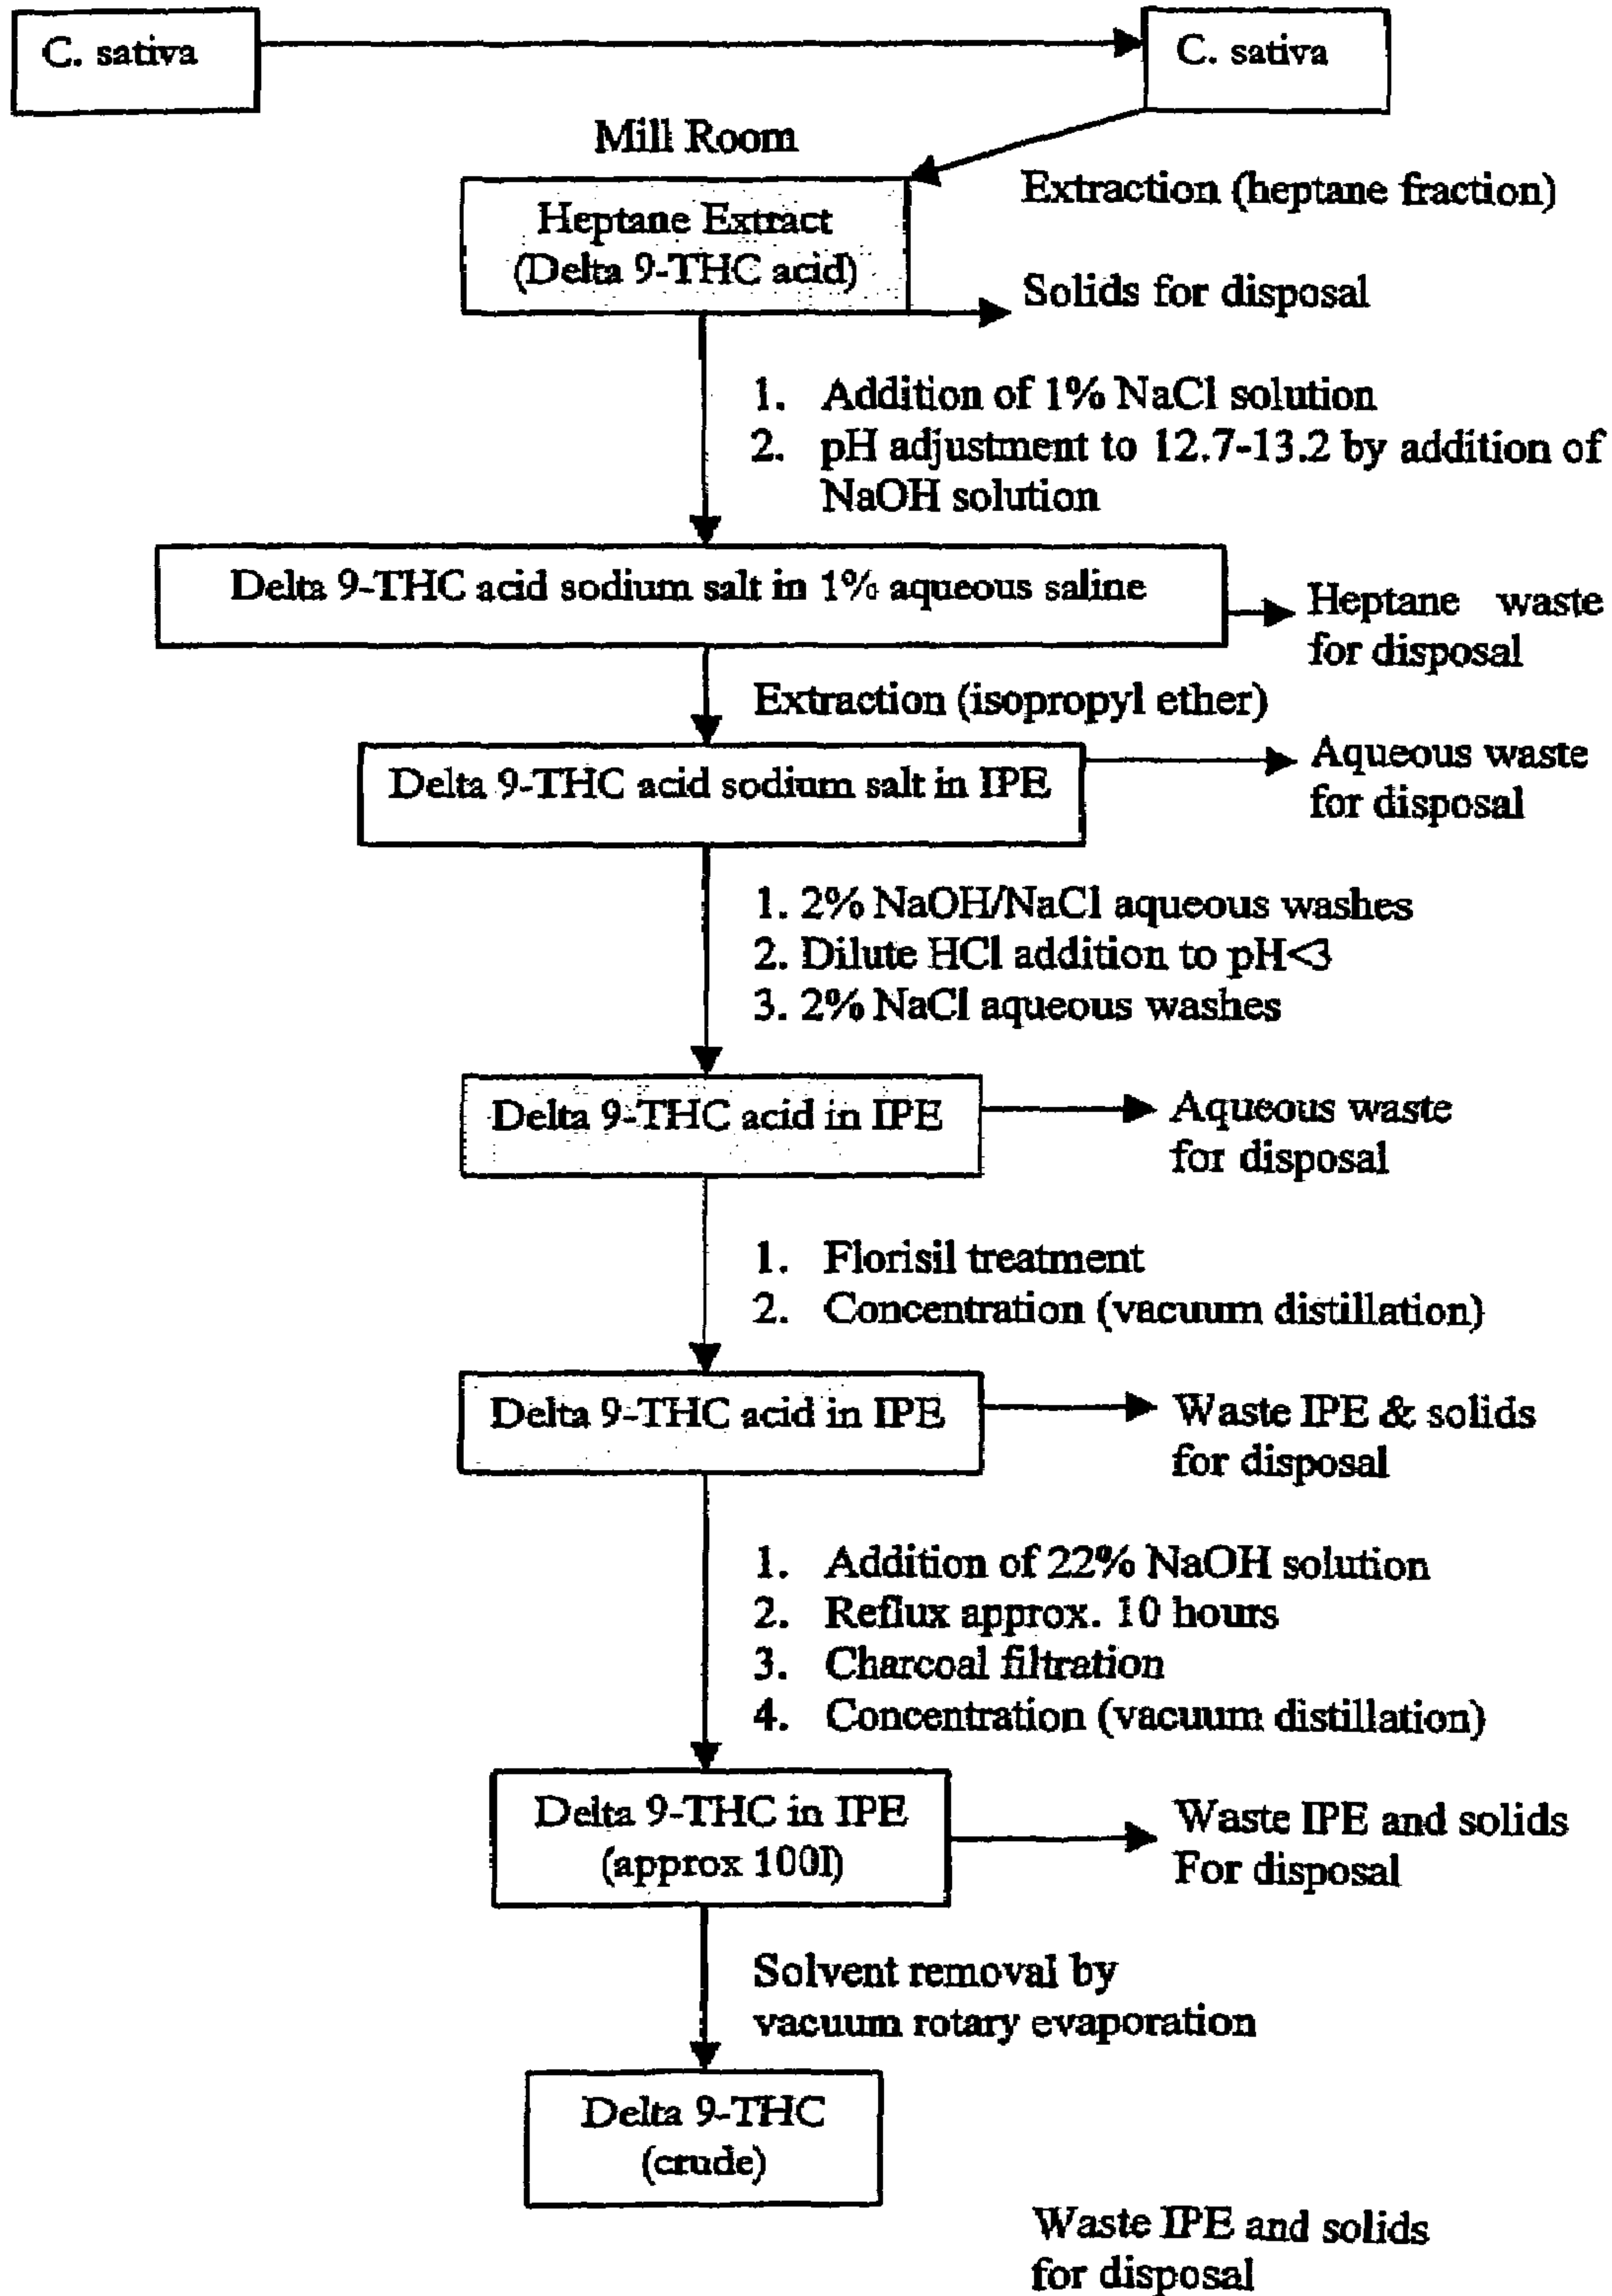 C. sativa
C. sativa
Mill Room
Extraction (heptane fraction)
Heptane Extract
(Delta 9-THC acid)
Solids for disposal
1. Addition of 1% NaCl solution
2. pH adjustment to 12.7-13.2 by addition of
NaOH solution
Delta 9-THC acid sodium salt in 1% aqueous saline
Heptane waste
for disposal
Extraction (isopropyl ether)
Delta 9-THC acid sodium salt in IPE
Aqueous waste
for disposal
1. 2% NaOH/NaCl aqueous washes
2. Dilute HCl addition to pH<3
3. 2% NaCl aqueous washes
Delta 9-THC acid in IPE
Aqueous waste
for disposal
1. Florisil treatment
2. Concentration (vacuum distillation)
Delta 9-THC acid in IPE
Waste IPE & solids
for disposal
1. Addition of 22% NaOH solution
2. Reflux approx. 10 hours
3. Charcoal filtration
4. Concentration (vacuum distillation)
Delta 9-THC in IPE
(approx 100l)
Waste IPE and solids
For disposal
Solvent removal by
vacuum rotary evaporation
Delta 9-THC
(crude)
Waste IPE and solids
for disposal